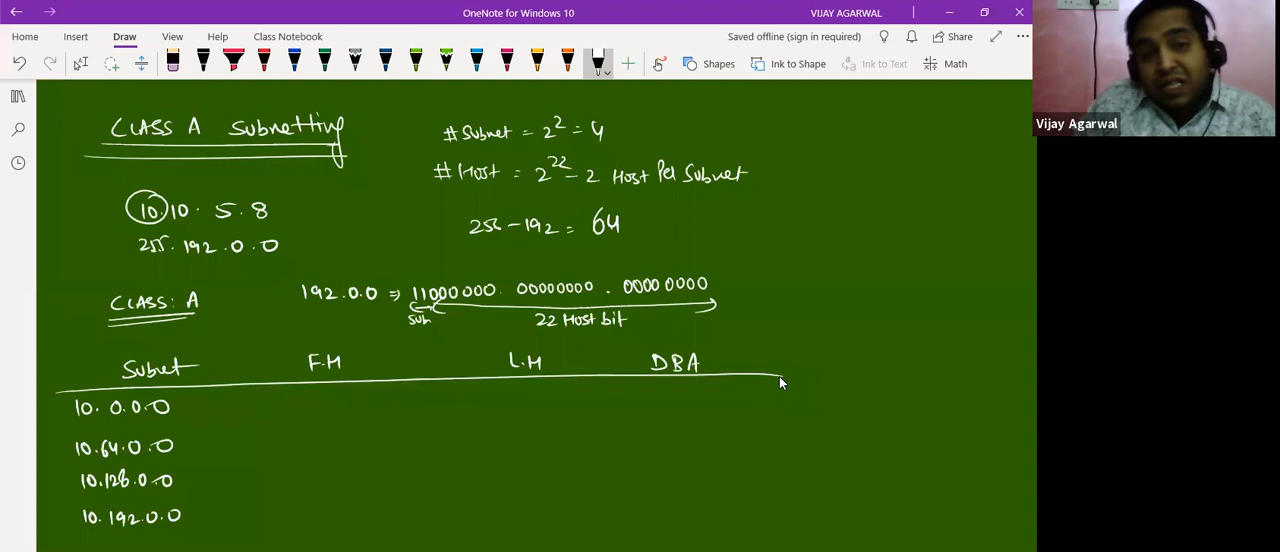 OneNote for Windows 10
VIJAY AGARWAL
Home Insert Draw View Help Class Notebook
Saved offline (sign in required)
Share
Shapes Ink to Shape Ink to Text Math
Vijay Agarwal
CLASS A Subnetting
#Subnet = 2^2 = 4
#Host = 2^22 - 2 Host Per Subnet
10.10.5.8
256 - 192 = 64
255.192.0.0
192.0.0 ⇒ 11000000. 00000000 . 00000000
CLASS: A
Sub 22 Host bit
Subnet F.H L.H DBA
10.0.0.0
10.64.0.0
10.128.0.0
10.192.0.0